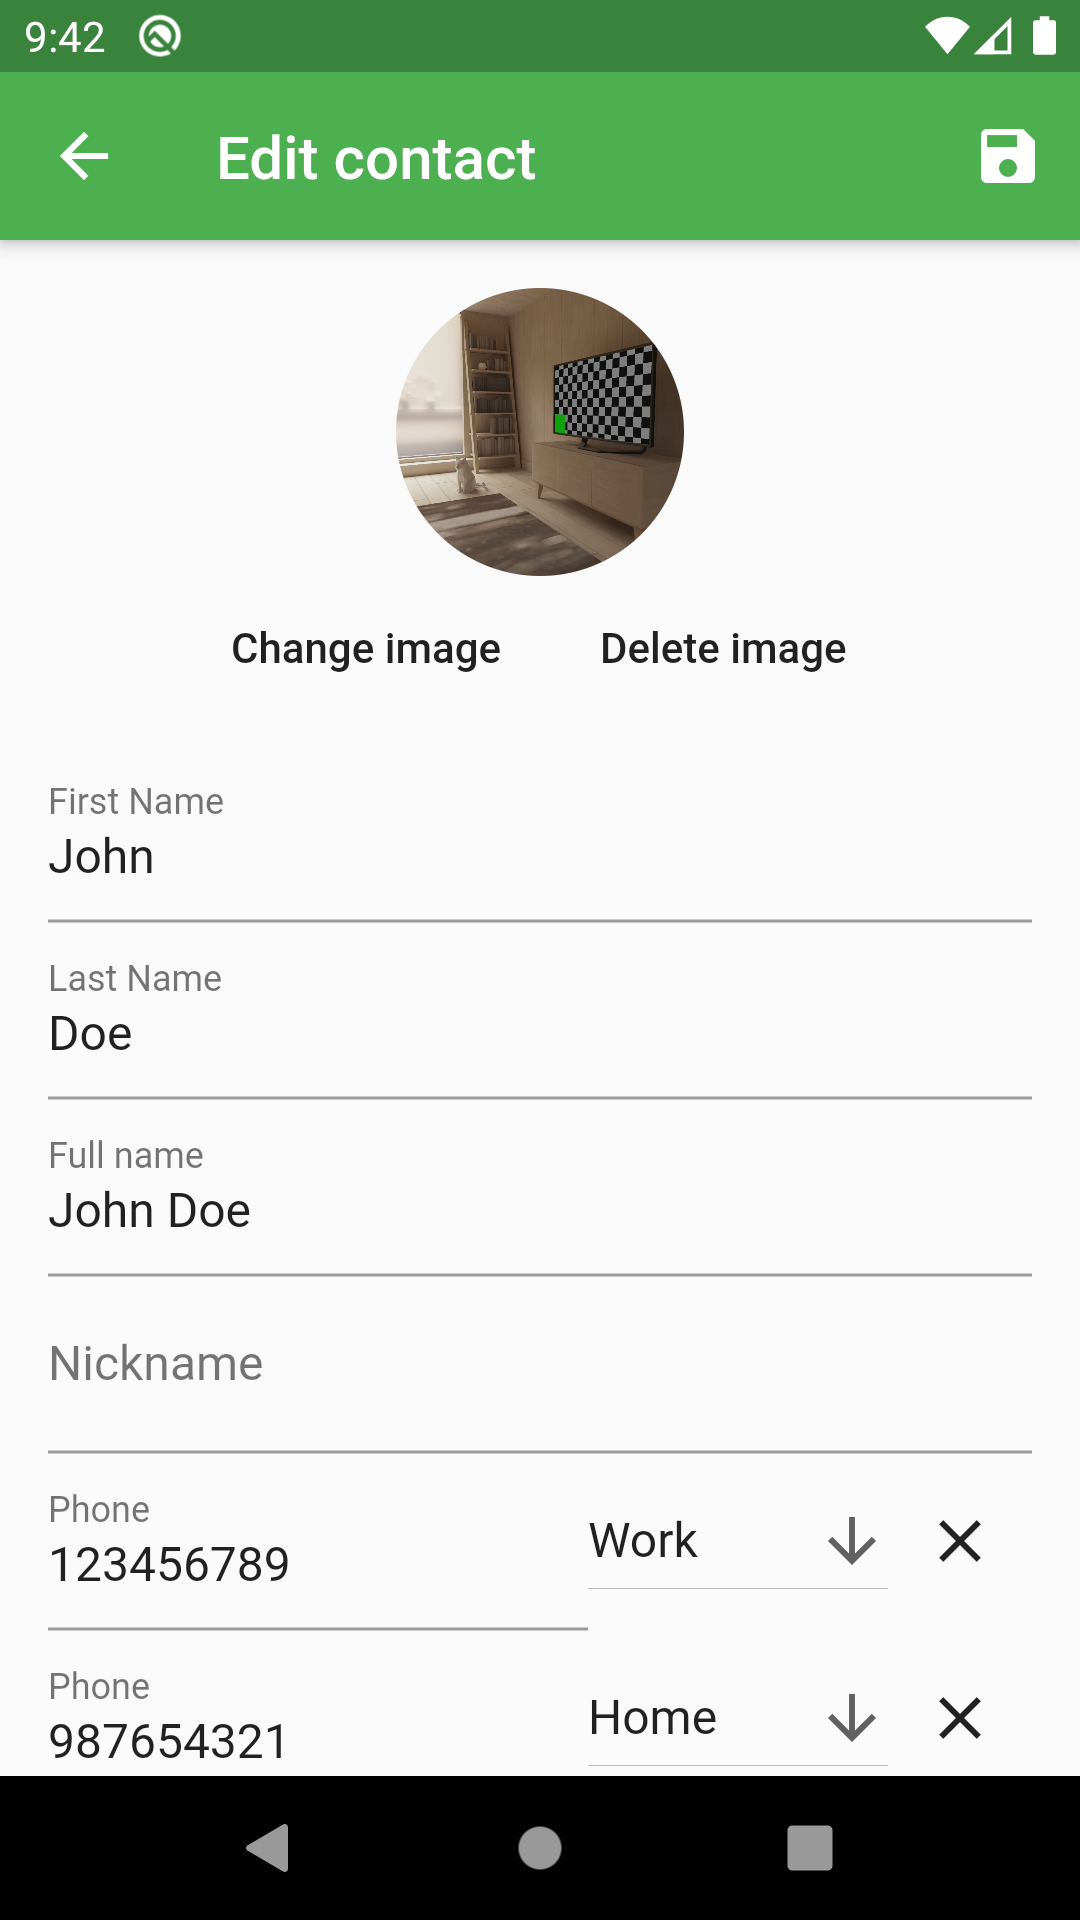 9:42
Edit contact
Change image Delete image
First Name
John
Last Name
Doe
Full name
John Doe
Nickname
Phone
123456789
Work
Phone
987654321
Home